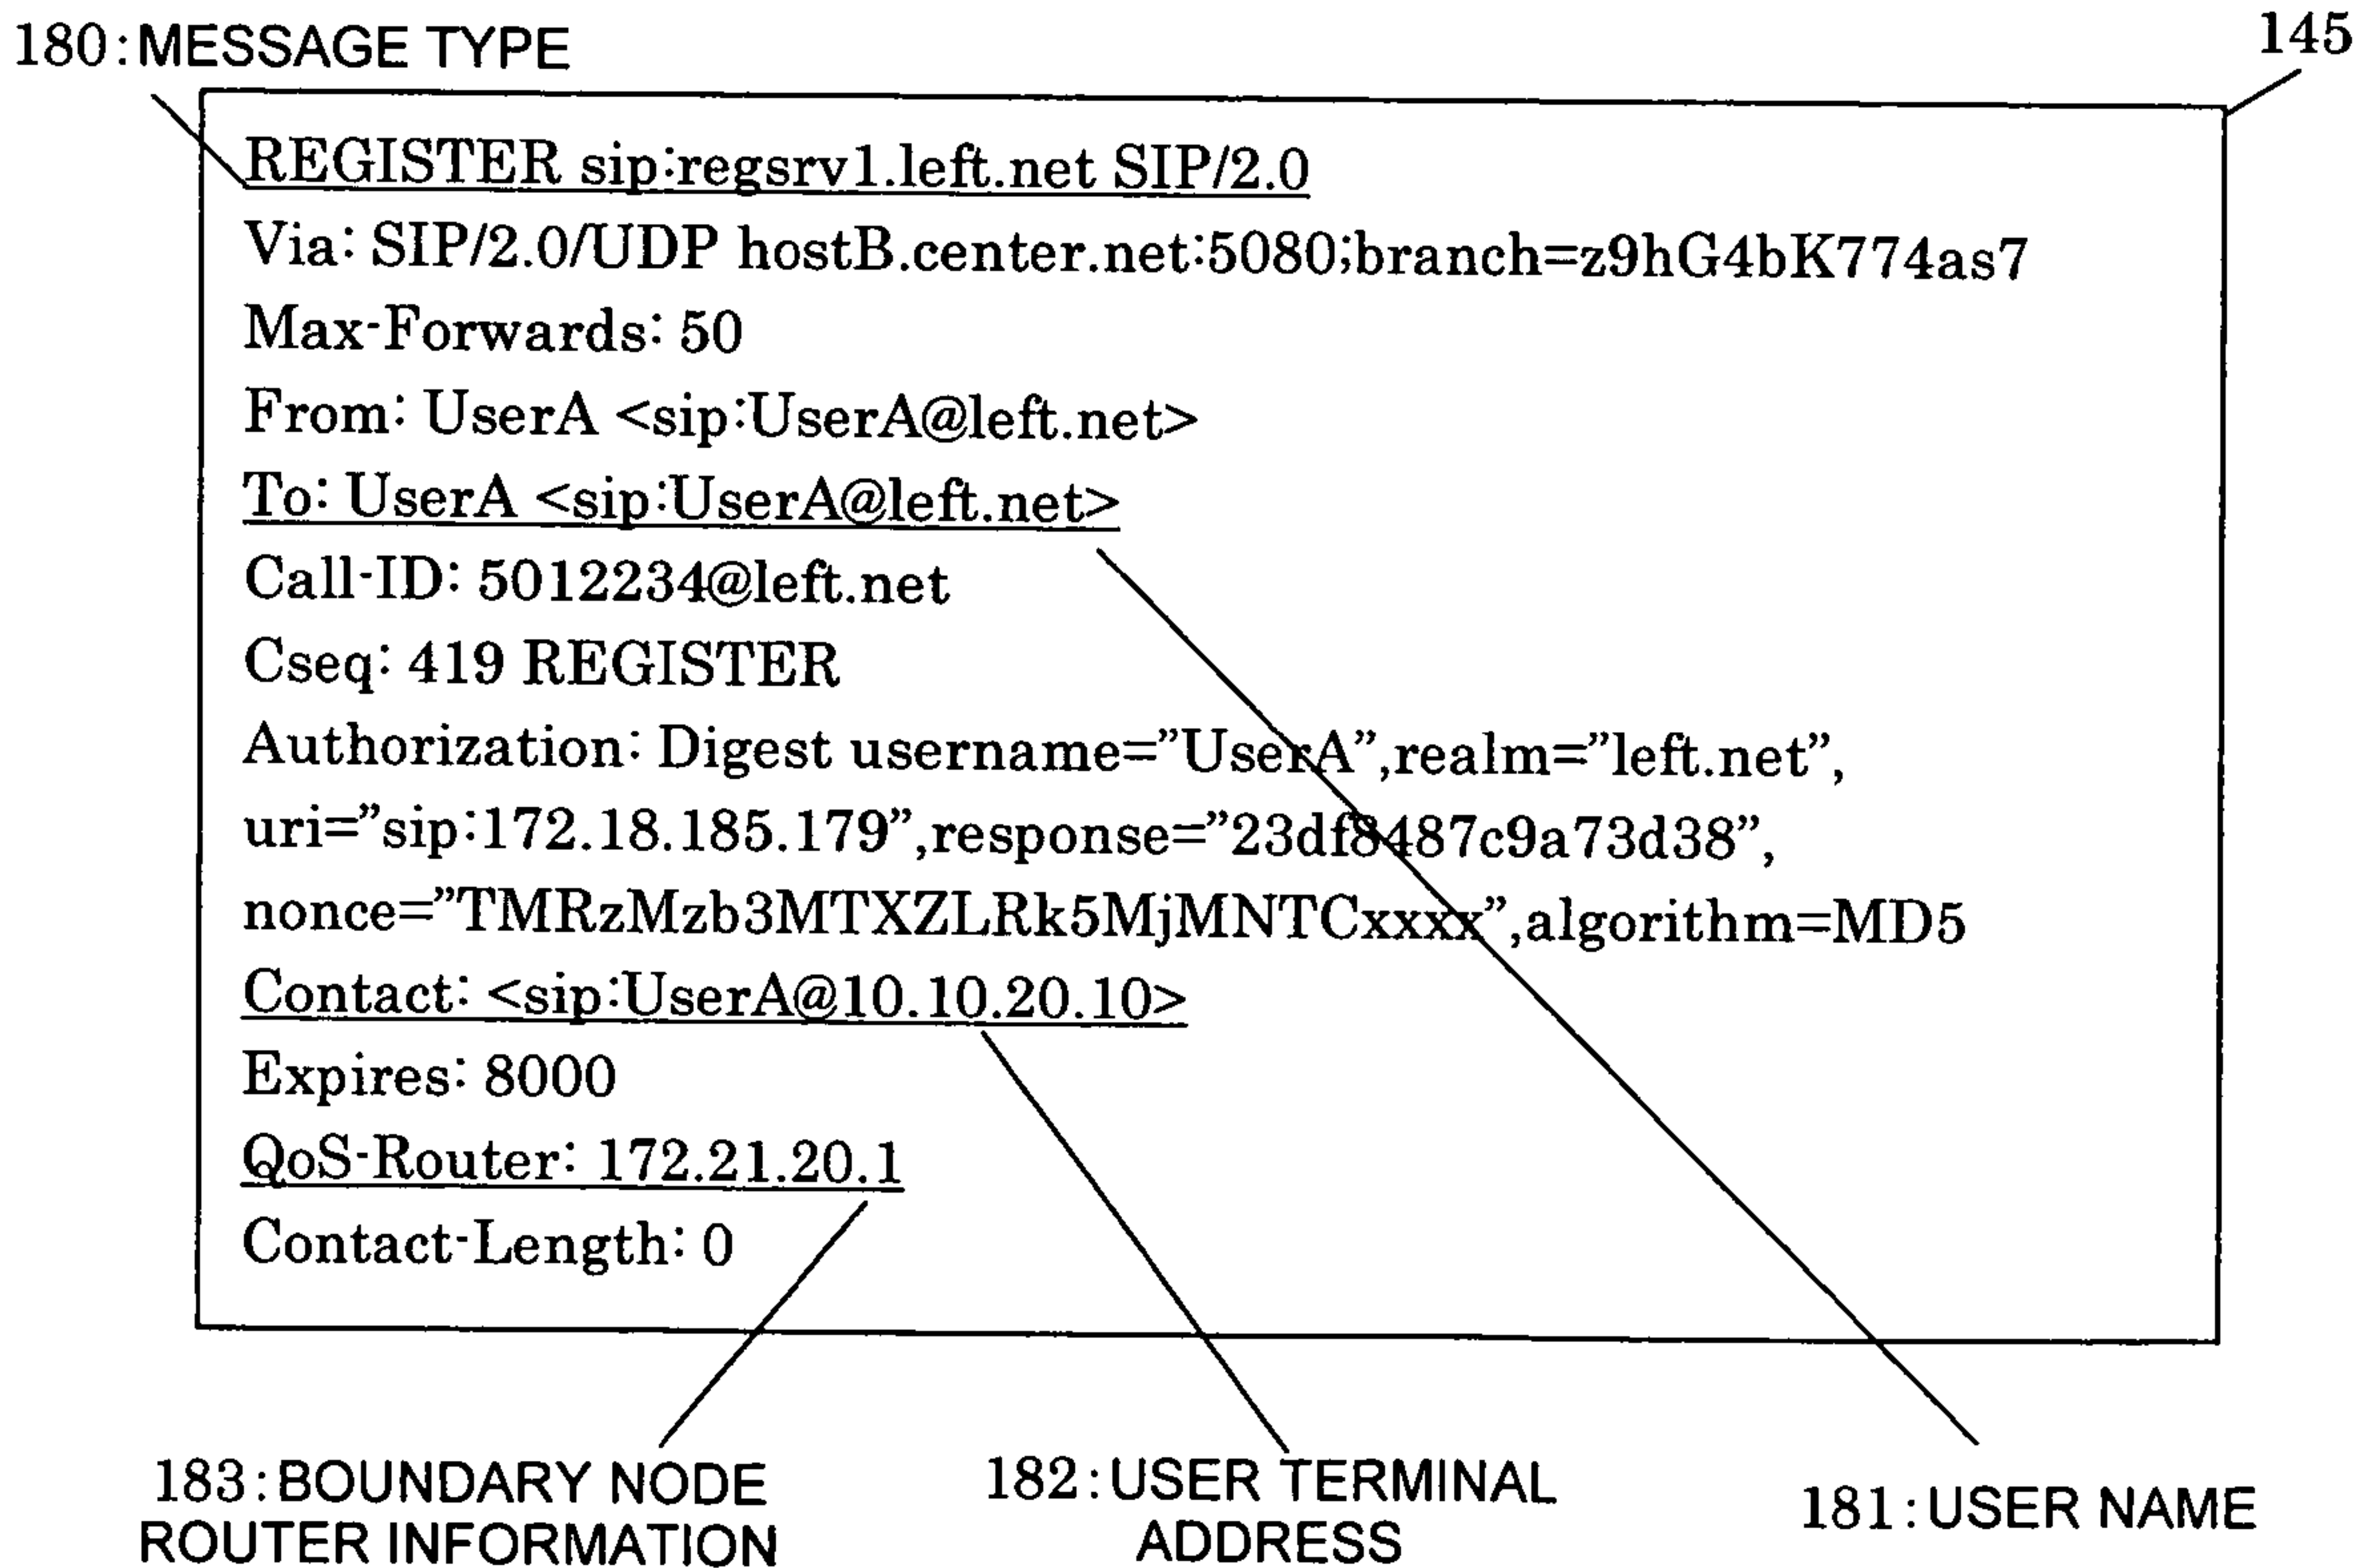 180:MESSAGE TYPE
145
REGISTER sip:regsrv1.left.net SIP/2.0
Via: SIP/2.0/UDP hostB.center.net:5080;branch=z9hG4bK774as7
Max-Forwards: 50
From: UserA <sip:UserA@left.net>
To: UserA <sip:UserA@left.net>
Call-ID: 5012234@left.net
Cseq: 419 REGISTER
Authorization: Digest username=”UserA”,realm=”left.net”,
uri=”sip:172.18.185.179”,response=”23df8487c9a73d38”,
nonce=”TMRzMzb3MTXZLRk5MjMNTCxxxx”,algorithm=MD5
Contact: <sip:UserA@10.10.20.10>
Expires: 8000
QoS-Router: 172.21.20.1
Contact-Length: 0
183:BOUNDARY NODE
ROUTER INFORMATION
182:USER TERMINAL
ADDRESS
181:USER NAME